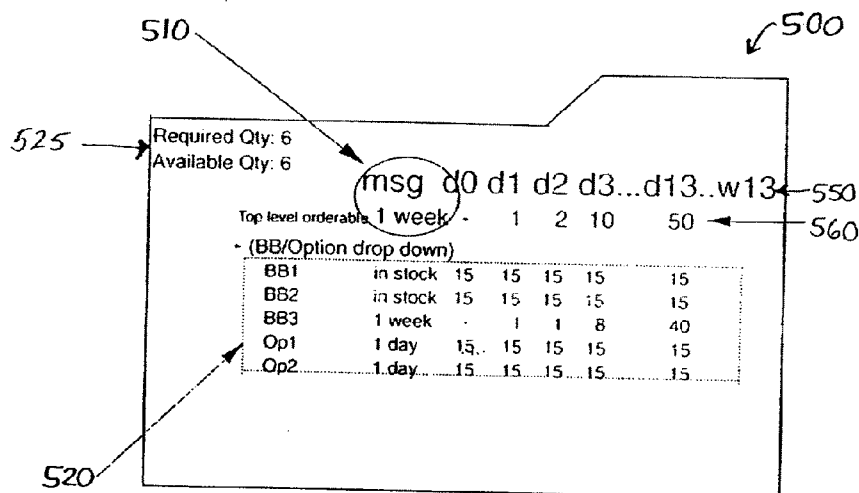 510
500
525
Required Qty: 6
Available Qty: 6
msg d0 d1 d2 d3...d13..w13
550
Top level orderable 1 week - 1 2 10 50
560
- (BB/Option drop down)
BB1 in stock 15 15 15 15 15
BB2 in stock 15 15 15 15 15
BB3 1 week - 1 1 8 40
Op1 1 day 15 15 15 15 15
Op2 1 day 15 15 15 15 15
520